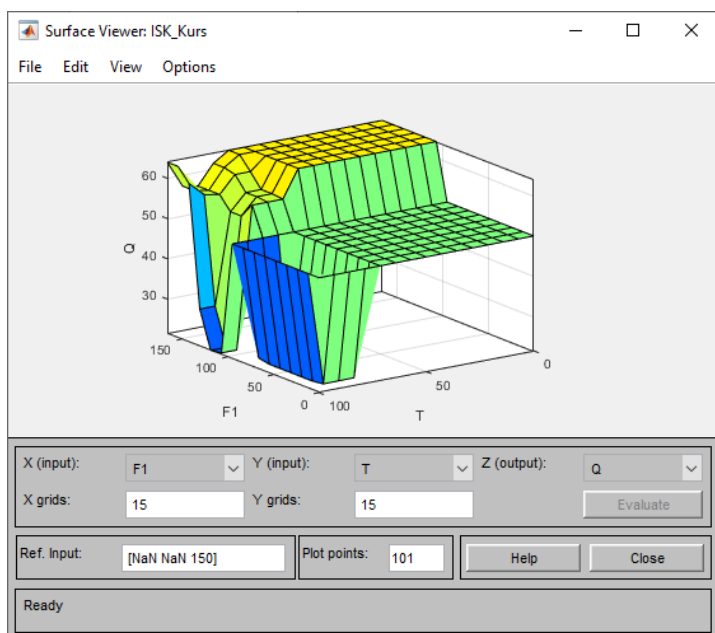 Surface Viewer: ISK_Kurs
File Edit View Options
60
50
40
30
Q
150
100
50
0
F1
100
50
0
T
X (input): F1 Y (input): T Z (output): Q
X grids: 15 Y grids: 15 Evaluate
Ref. Input: [NaN NaN 150] Plot points: 101 Help Close
Ready